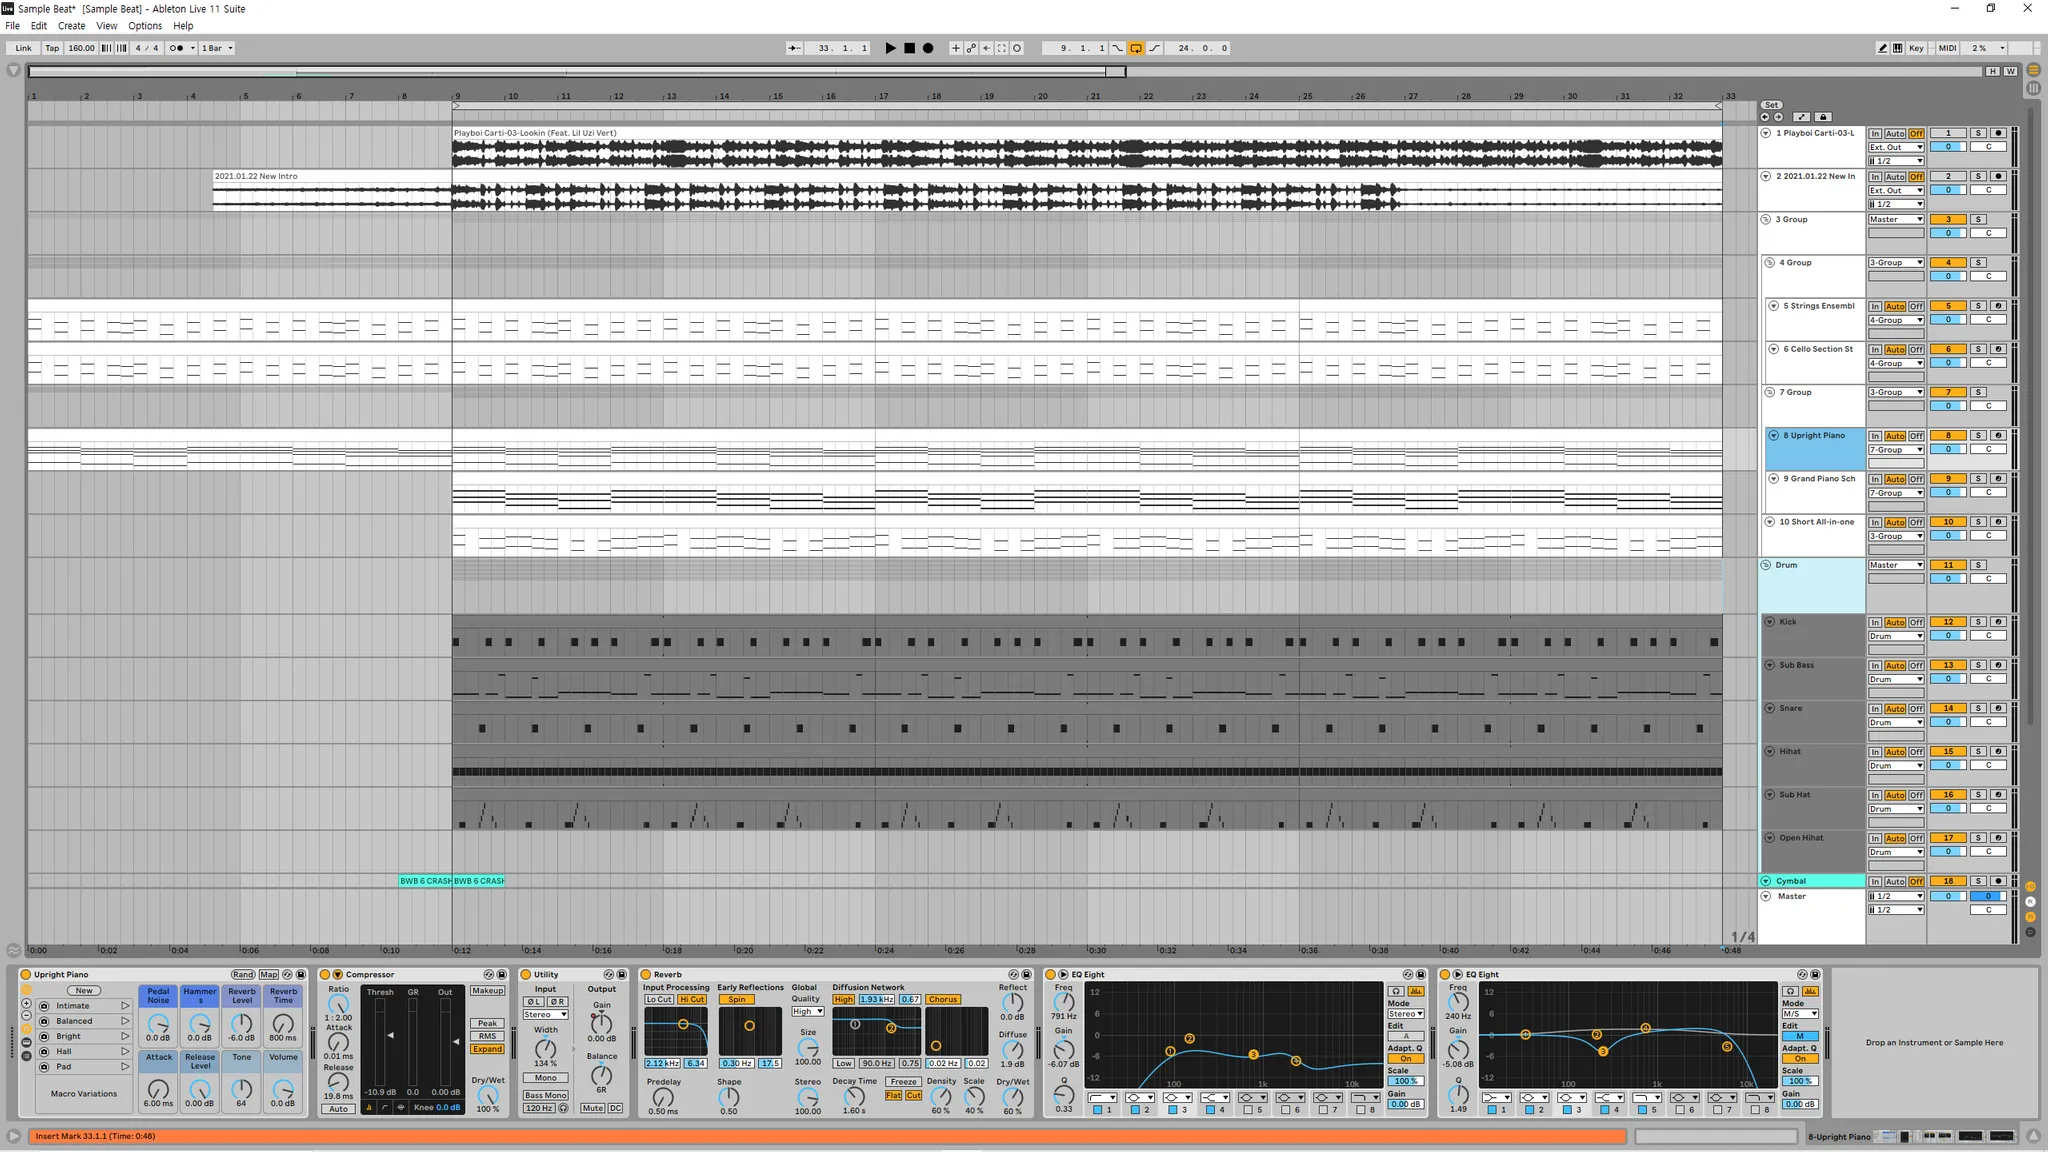 Sample Beat* [Sample Beat] - Ableton Live 11 Suite
File Edit Create View Options Help
Link Tap 160.00 4 / 4 1 Bar 33. 1. 1 9. 1. 1 24. 0. 0 Key MIDI 2 %
H W
1 2 3 4 5 6 7 8 9 10 11 12 13 14 15 16 17 18 19 20 21 22 23 24 25 26 27 28 29 30 31 32 33
Set
Playboi Carti-03-Lookin (Feat. Lil Uzi Vert)
1 Playboi Carti-03-L In Auto Off 1 S
Ext. Out 0 C
1/2
2021.01.22 New Intro
2 2021.01.22 New In In Auto Off 2 S
Ext. Out 0 C
1/2
3 Group Master 3 S
0 C
4 Group 3-Group 4 S
0 C
5 Strings Ensembl In Auto Off 5 S
4-Group 0 C
6 Cello Section St In Auto Off 6 S
4-Group 0 C
7 Group 3-Group 7 S
0 C
8 Upright Piano In Auto Off 8 S
7-Group 0 C
9 Grand Piano Sch In Auto Off 9 S
7-Group 0 C
10 Short All-in-one In Auto Off 10 S
3-Group 0 C
Drum Master 11 S
0 C
Kick In Auto Off 12 S
Drum 0 C
Sub Bass In Auto Off 13 S
Drum 0 C
Snare In Auto Off 14 S
Drum 0 C
Hihat In Auto Off 15 S
Drum 0 C
Sub Hat In Auto Off 16 S
Drum 0 C
Open Hihat In Auto Off 17 S
Drum 0 C
BWB 6 CRASH BWB 6 CRASH
Cymbal In Auto Off 18 S
Master 1/2 0 0
1/2 C
1/4
0:00 0:02 0:04 0:06 0:08 0:10 0:12 0:14 0:16 0:18 0:20 0:22 0:24 0:26 0:28 0:30 0:32 0:34 0:36 0:38 0:40 0:42 0:44 0:46 0:48
Upright Piano Rand Map
New
Intimate
Balanced
Bright
Hall
Pad
Macro Variations
Pedal Noise Hammers Reverb Level Reverb Time
0.0 dB 0.0 dB -6.0 dB 800 ms
Attack Release Level Tone Volume
6.00 ms 0.00 dB 64 0.0 dB
Compressor
Ratio
1 : 2.00
Attack
0.01 ms
Release
19.8 ms
Auto
Thresh GR Out
-10.9 dB 0.0 0.00 dB
Knee 0.0 dB
Makeup
Peak
RMS
Expand
Dry/Wet
100 %
Utility
Input
Ø L Ø R
Stereo
Width
134 %
Mono
Bass Mono
120 Hz
Output
Gain
0.00 dB
Balance
6R
Mute DC
Reverb
Input Processing
Lo Cut Hi Cut
2.12 kHz 6.34
Predelay
0.50 ms
Early Reflections
Spin
0.30 Hz 17.5
Shape
0.50
Global
Quality
High
Size
100.00
Stereo
100.00
Diffusion Network
High 1.93 kHz 0.67 Chorus
Low 90.0 Hz 0.75 0.02 Hz 0.02
Decay Time
1.60 s
Freeze
Flat Cut
Density
60 %
Scale
40 %
Reflect
0.0 dB
Diffuse
1.9 dB
Dry/Wet
60 %
EQ Eight
Freq
791 Hz
Gain
-6.07 dB
Q
0.33
12
6
0
-6
-12
100 1k 10k
1 2 3 4
1 2 3 4 5 6 7 8
Mode
Stereo
Edit
A
Adapt. Q
On
Scale
100 %
Gain
0.00 dB
EQ Eight
Freq
240 Hz
Gain
-5.08 dB
Q
1.49
12
6
0
-6
-12
100 1k 10k
1 2 3 4 5
1 2 3 4 5 6 7 8
Mode
M/S
Edit
M
Adapt. Q
On
Scale
100 %
Gain
0.00 dB
Drop an Instrument or Sample Here
Insert Mark 33.1.1 (Time: 0:48)
8-Upright Piano